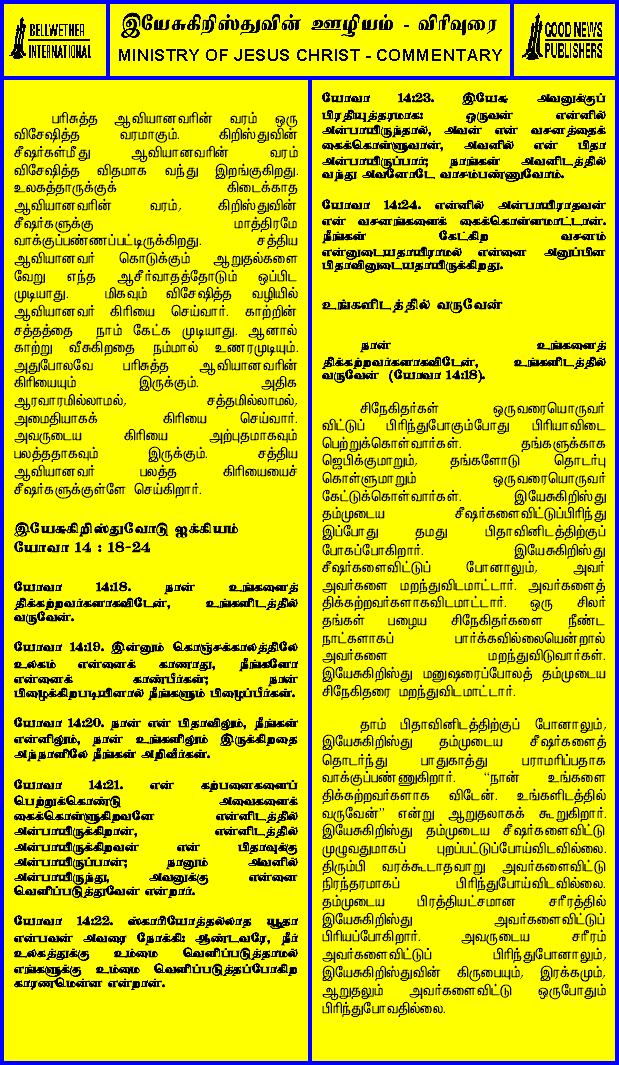 BELLWETHER
INTERNATIONAL
இயேசுகிறிஸ்துவின் ஊழியம் - விரிவுரை
MINISTRY OF JESUS CHRIST - COMMENTARY
GOOD NEWS
PUBLISHERS
பரிசுத்த ஆவியானவரின் வரம் ஒரு
விசேஷித்த வரமாகும். கிறிஸ்துவின்
சீஷர்கள்மீது ஆவியானவரின் வரம்
விசேஷித்த விதமாக வந்து இறங்குகிறது.
உலகத்தாருக்குக் கிடைக்காத
ஆவியானவரின் வரம், கிறிஸ்துவின்
சீஷர்களுக்கு மாத்திரமே
வாக்குப்பண்ணப்பட்டிருக்கிறது. சத்திய
ஆவியானவர் கொடுக்கும் ஆறுதல்களை
வேறு எந்த ஆசீர்வாதத்தோடும் ஒப்பிட
முடியாது. மிகவும் விசேஷித்த வழியில்
ஆவியானவர் கிரியை செய்வார். காற்றின்
சத்தத்தை நாம் கேட்க முடியாது. ஆனால்
காற்று வீசுகிறதை நம்மால் உணரமுடியும்.
அதுபோலவே பரிசுத்த ஆவியானவரின்
கிரியையும் இருக்கும். அதிக
ஆரவாரமில்லாமல், சத்தமில்லாமல்,
அமைதியாகக் கிரியை செய்வார்.
அவருடைய கிரியை அற்புதமாகவும்
பலத்ததாகவும் இருக்கும். சத்திய
ஆவியானவர் பலத்த கிரியையைச்
சீஷர்களுக்குள்ளே செய்கிறார்.
இயேசுகிறிஸ்துவோடு ஐக்கியம்
யோவா 14 : 18-24
யோவா 14:18. நான் உங்களைத்
திக்கற்றவர்களாகவிடேன், உங்களிடத்தில்
வருவேன்.
யோவா 14:19. இன்னும் கொஞ்சக்காலத்திலே
உலகம் என்னைக் காணாது, நீங்களோ
என்னைக் காண்பீர்கள்; நான்
பிழைக்கிறபடியினால் நீங்களும் பிழைப்பீர்கள்.
யோவா 14:20. நான் என் பிதாவிலும், நீங்கள்
என்னிலும், நான் உங்களிலும் இருக்கிறதை
அந்நாளிலே நீங்கள் அறிவீர்கள்.
யோவா 14:21. என் கற்பனைகளைப்
பெற்றுக்கொண்டு அவைகளைக்
கைக்கொள்ளுகிறவனே என்னிடத்தில்
அன்பாயிருக்கிறான், என்னிடத்தில்
அன்பாயிருக்கிறவன் என் பிதாவுக்கு
அன்பாயிருப்பான்; நானும் அவனில்
அன்பாயிருந்து, அவனுக்கு என்னை
வெளிப்படுத்துவேன் என்றார்.
யோவா 14:22. ஸ்காரியோத்தல்லாத யூதா
என்பவன் அவரை நோக்கி: ஆண்டவரே, நீர்
உலகத்துக்கு உம்மை வெளிப்படுத்தாமல்
எங்களுக்கு உம்மை வெளிப்படுத்தப்போகிற
காரணமென்ன என்றான்.
யோவா 14:23. இயேசு அவனுக்குப்
பிரதியுத்தரமாக: ஒருவன் என்னில்
அன்பாயிருந்தால், அவன் என் வசனத்தைக்
கைக்கொள்ளுவான், அவனில் என் பிதா
அன்பாயிருப்பார்; நாங்கள் அவனிடத்தில்
வந்து அவனோடே வாசம்பண்ணுவோம்.
யோவா 14:24. என்னில் அன்பாயிராதவன்
என் வசனங்களைக் கைக்கொள்ளமாட்டான்.
நீங்கள் கேட்கிற வசனம்
என்னுடையதாயிராமல் என்னை அனுப்பின
பிதாவினுடையதாயிருக்கிறது.
உங்களிடத்தில் வருவேன்
நான் உங்களைத்
திக்கற்றவர்களாகவிடேன், உங்களிடத்தில்
வருவேன் (யோவா 14:18).
சிநேகிதர்கள் ஒருவரையொருவர்
விட்டுப் பிரிந்துபோகும்போது பிரியாவிடை
பெற்றுக்கொள்வார்கள். தங்களுக்காக
ஜெபிக்குமாறும், தங்களோடு தொடர்பு
கொள்ளுமாறும் ஒருவரையொருவர்
கேட்டுக்கொள்வார்கள். இயேசுகிறிஸ்து
தம்முடைய சீஷர்களைவிட்டுப்பிரிந்து
இப்போது தமது பிதாவினிடத்திற்குப்
போகப்போகிறார். இயேசுகிறிஸ்து
சீஷர்களைவிட்டுப் போனாலும், அவர்
அவர்களை மறந்துவிடமாட்டார். அவர்களைத்
திக்கற்றவர்களாகவிடமாட்டார். ஒரு சிலர்
தங்கள் பழைய சிநேகிதர்களை நீண்ட
நாட்களாகப் பார்க்கவில்லையென்றால்
அவர்களை மறந்துவிடுவார்கள்.
இயேசுகிறிஸ்து மனுஷரைப்போலத் தம்முடைய
சிநேகிதரை மறந்துவிடமாட்டார்.
தாம் பிதாவினிடத்திற்குப் போனாலும்,
இயேசுகிறிஸ்து தம்முடைய சீஷர்களைத்
தொடர்ந்து பாதுகாத்து பராமரிப்பதாக
வாக்குப்பண்ணுகிறார். “நான் உங்களை
திக்கற்றவர்களாக விடேன். உங்களிடத்தில்
வருவேன்” என்று ஆறுதலாகக் கூறுகிறார்.
இயேசுகிறிஸ்து தம்முடைய சீஷர்களைவிட்டு
முழுவதுமாகப் புறப்பட்டுப்போய்விடவில்லை.
திரும்பி வரக்கூடாதவாறு அவர்களைவிட்டு
நிரந்தரமாகப் பிரிந்துபோய்விடவில்லை.
தம்முடைய பிரத்தியட்சமான சரீரத்தில்
இயேசுகிறிஸ்து அவர்களைவிட்டுப்
பிரியப்போகிறார். அவருடைய சரீரம்
அவர்களைவிட்டுப் பிரிந்துபோனாலும்,
இயேசுகிறிஸ்துவின் கிருபையும், இரக்கமும்,
ஆறுதலும் அவர்களைவிட்டு ஒருபோதும்
பிரிந்துபோவதில்லை.